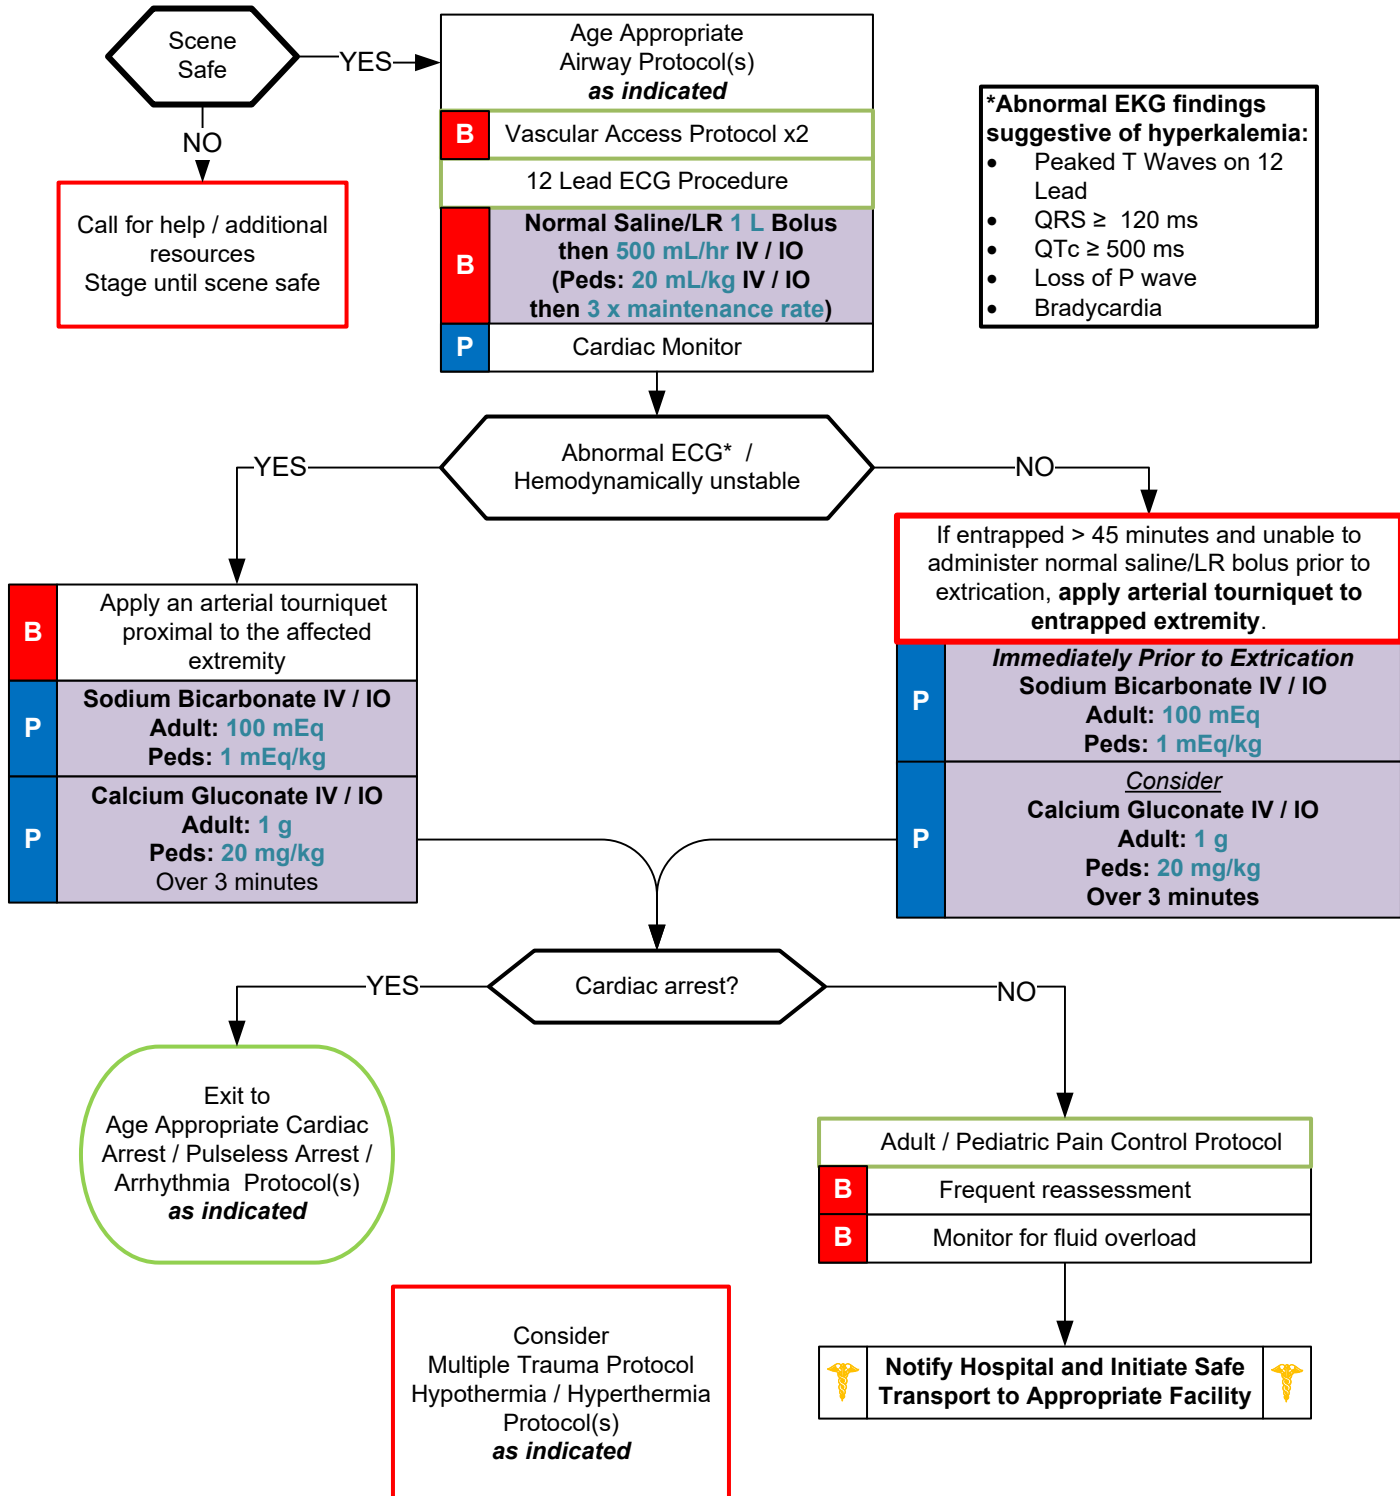 Scene
Safe
YES
NO
Call for help / additional
resources
Stage until scene safe
Age Appropriate
Airway Protocol(s)
as indicated
B
Vascular Access Protocol x2
12 Lead ECG Procedure
B
Normal Saline/LR 1 L Bolus
then 500 mL/hr IV / IO
(Peds: 20 mL/kg IV / IO
then 3 x maintenance rate)
P
Cardiac Monitor
*Abnormal EKG findings
suggestive of hyperkalemia:
• Peaked T Waves on 12
Lead
• QRS ≥ 120 ms
• QTc ≥ 500 ms
• Loss of P wave
• Bradycardia
Abnormal ECG* /
Hemodynamically unstable
YES
NO
B
Apply an arterial tourniquet
proximal to the affected
extremity
P
Sodium Bicarbonate IV / IO
Adult: 100 mEq
Peds: 1 mEq/kg
P
Calcium Gluconate IV / IO
Adult: 1 g
Peds: 20 mg/kg
Over 3 minutes
If entrapped > 45 minutes and unable to
administer normal saline/LR bolus prior to
extrication, apply arterial tourniquet to
entrapped extremity.
P
Immediately Prior to Extrication
Sodium Bicarbonate IV / IO
Adult: 100 mEq
Peds: 1 mEq/kg
P
Consider
Calcium Gluconate IV / IO
Adult: 1 g
Peds: 20 mg/kg
Over 3 minutes
Cardiac arrest?
YES
NO
Exit to
Age Appropriate Cardiac
Arrest / Pulseless Arrest /
Arrhythmia Protocol(s)
as indicated
Adult / Pediatric Pain Control Protocol
B
Frequent reassessment
B
Monitor for fluid overload
Notify Hospital and Initiate Safe
Transport to Appropriate Facility
Consider
Multiple Trauma Protocol
Hypothermia / Hyperthermia
Protocol(s)
as indicated